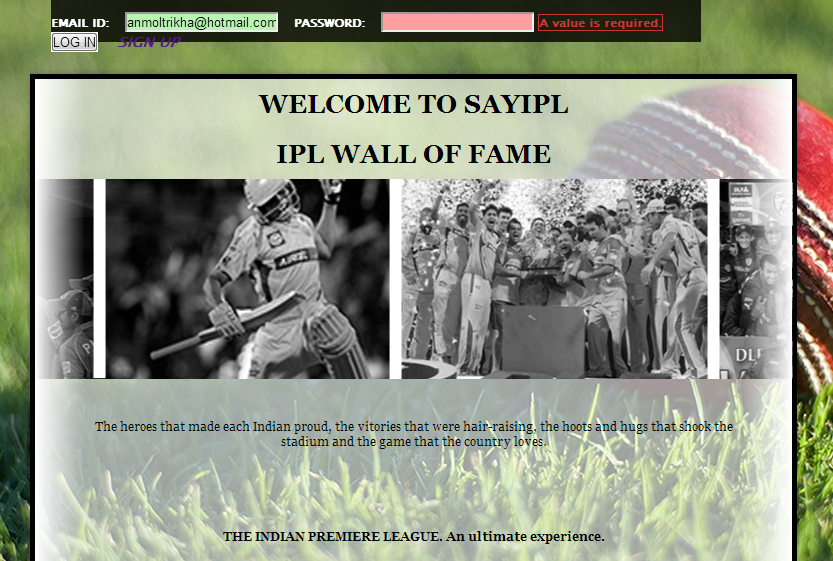 EMAIL ID: anmoltrikha@hotmail.com PASSWORD: A value is required.
LOG IN SIGN UP
WELCOME TO SAYIPL
IPL WALL OF FAME
AIRCEL
DLF
The heroes that made each Indian proud, the vitories that were hair-raising, the hoots and hugs that shook the
stadium and the game that the country loves.
THE INDIAN PREMIERE LEAGUE. An ultimate experience.